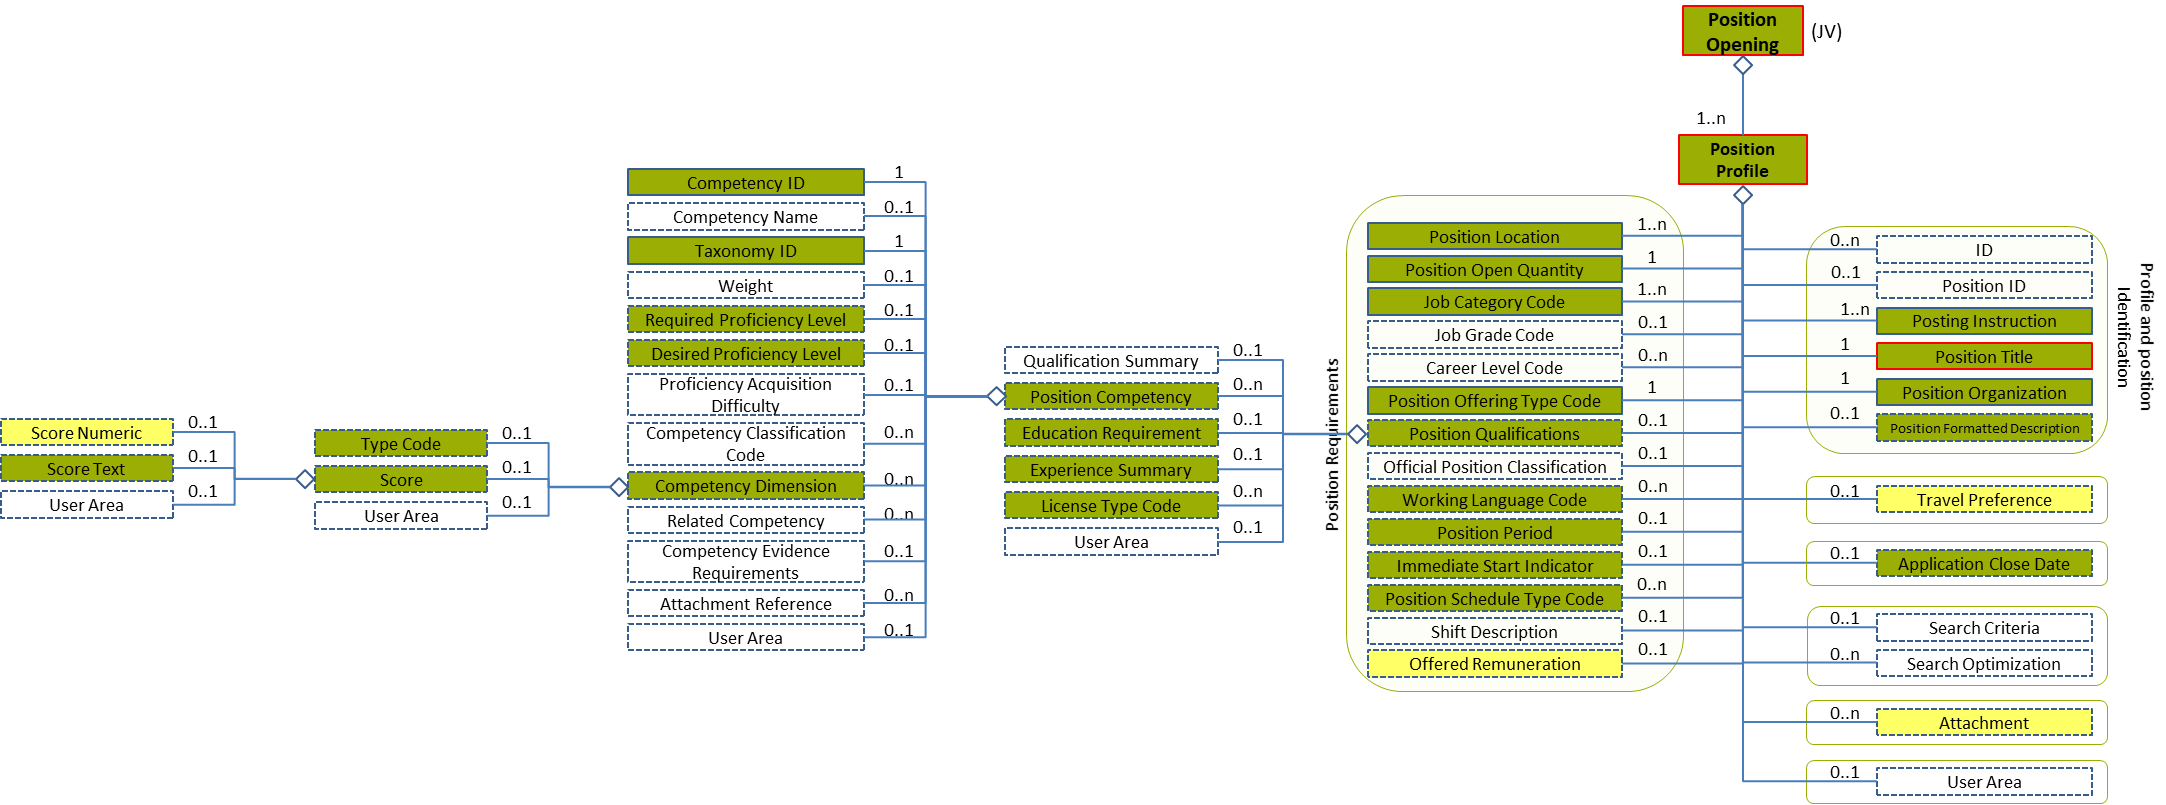 Position
Opening
(JV)
1..n
Position
Profile
Profile and position
Identification
0..n
ID
0..1
Position ID
1..n
Posting Instruction
1
Position Title
1
Position Organization
0..1
Position Formatted Description
0..1
Travel Preference
0..1
Application Close Date
0..1
Search Criteria
0..n
Search Optimization
0..n
Attachment
0..1
User Area
Position Requirements
Position Location
1..n
Position Open Quantity
1
Job Category Code
1..n
Job Grade Code
0..1
Career Level Code
0..n
Position Offering Type Code
1
Position Qualifications
0..1
Official Position Classification
0..1
Working Language Code
0..n
Position Period
0..1
Immediate Start Indicator
0..1
Position Schedule Type Code
0..n
Shift Description
0..1
Offered Remuneration
0..1
Qualification Summary
0..1
Position Competency
0..n
Education Requirement
0..1
Experience Summary
0..1
License Type Code
0..n
User Area
0..1
Competency ID
1
Competency Name
0..1
Taxonomy ID
1
Weight
0..1
Required Proficiency Level
0..1
Desired Proficiency Level
0..1
Proficiency Acquisition
Difficulty
0..1
Competency Classification
Code
0..n
Competency Dimension
0..n
Related Competency
0..n
Competency Evidence
Requirements
0..1
Attachment Reference
0..n
User Area
0..1
Type Code
0..1
Score
0..1
User Area
0..1
Score Numeric
0..1
Score Text
0..1
User Area
0..1